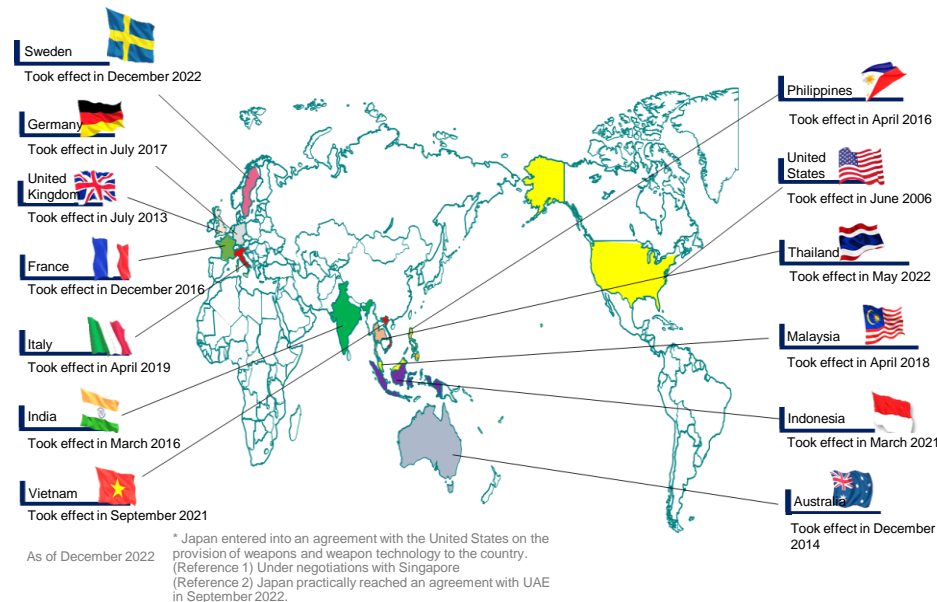 Sweden
Took effect in December 2022
Germany
Took effect in July 2017
United
Kingdom
Took effect in July 2013
France
Took effect in December 2016
Italy
Took effect in April 2019
India
Took effect in March 2016
Vietnam
Took effect in September 2021
Philippines
Took effect in April 2016
United
States
Took effect in June 2006
Thailand
Took effect in May 2022
Malaysia
Took effect in April 2018
Indonesia
Took effect in March 2021
Australia
Took effect in December
2014
As of December 2022
* Japan entered into an agreement with the United States on the
provision of weapons and weapon technology to the country.
(Reference 1) Under negotiations with Singapore
(Reference 2) Japan practically reached an agreement with UAE
in September 2022.